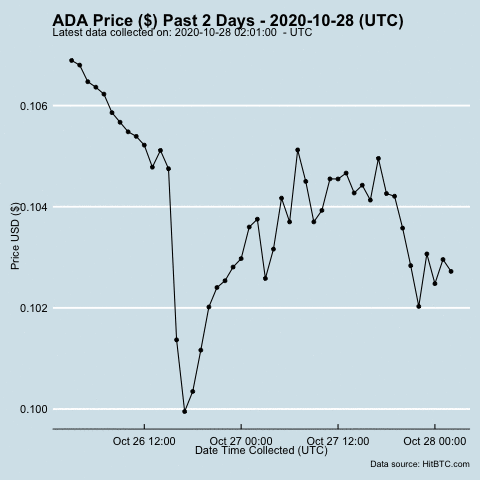 ADA Price ($) Past 2 Days - 2020-10-28 (UTC)
Latest data collected on: 2020-10-28 02:01:00  - UTC
0.106
0.104
0.102
0.100
Price USD ($)
Oct 26 12:00
Oct 27 00:00
Oct 27 12:00
Oct 28 00:00
Date Time Collected (UTC)
Data source: HitBTC.com